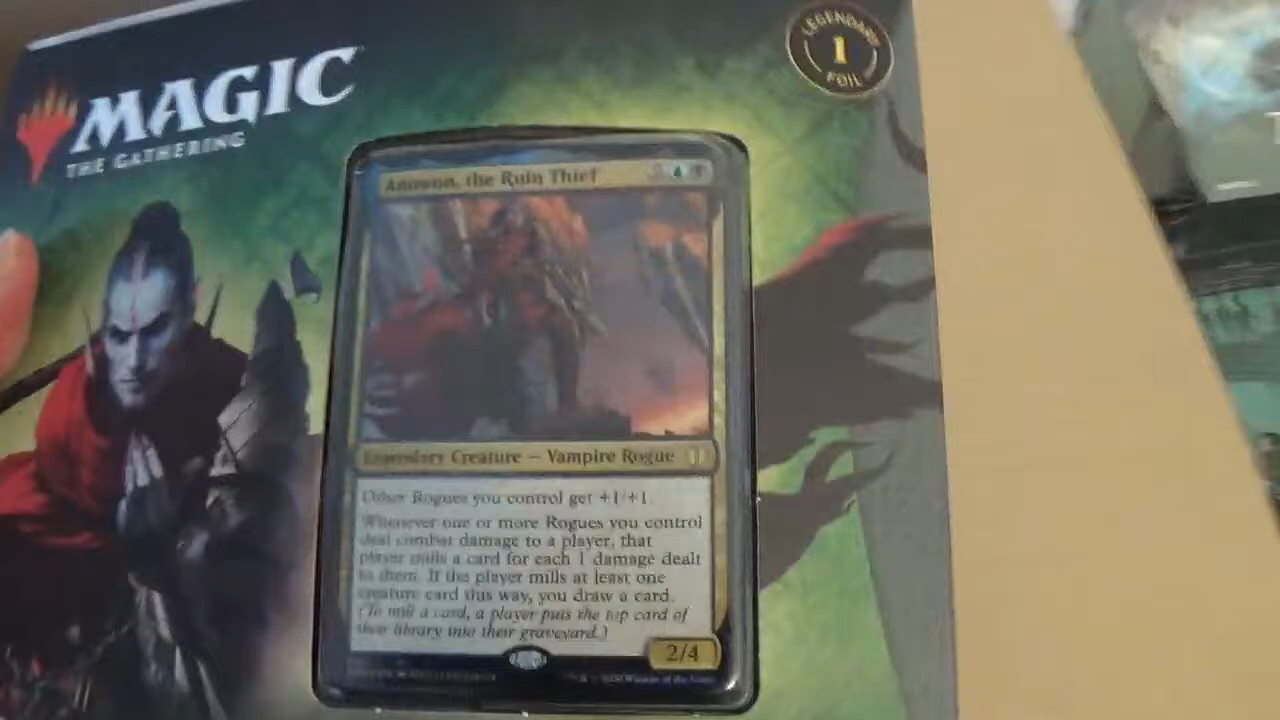 MAGIC
THE GATHERING
LEGENDARY
1
FOIL
Anowon, the Ruin Thief
Legendary Creature – Vampire Rogue
Other Rogues you control get +1/+1.
Whenever one or more Rogues you control
deal combat damage to a player, that
player mills a card for each 1 damage dealt
to them. If the player mills at least one
creature card this way, you draw a card.
(To mill a card, a player puts the top card of
their library into their graveyard.)
2/4